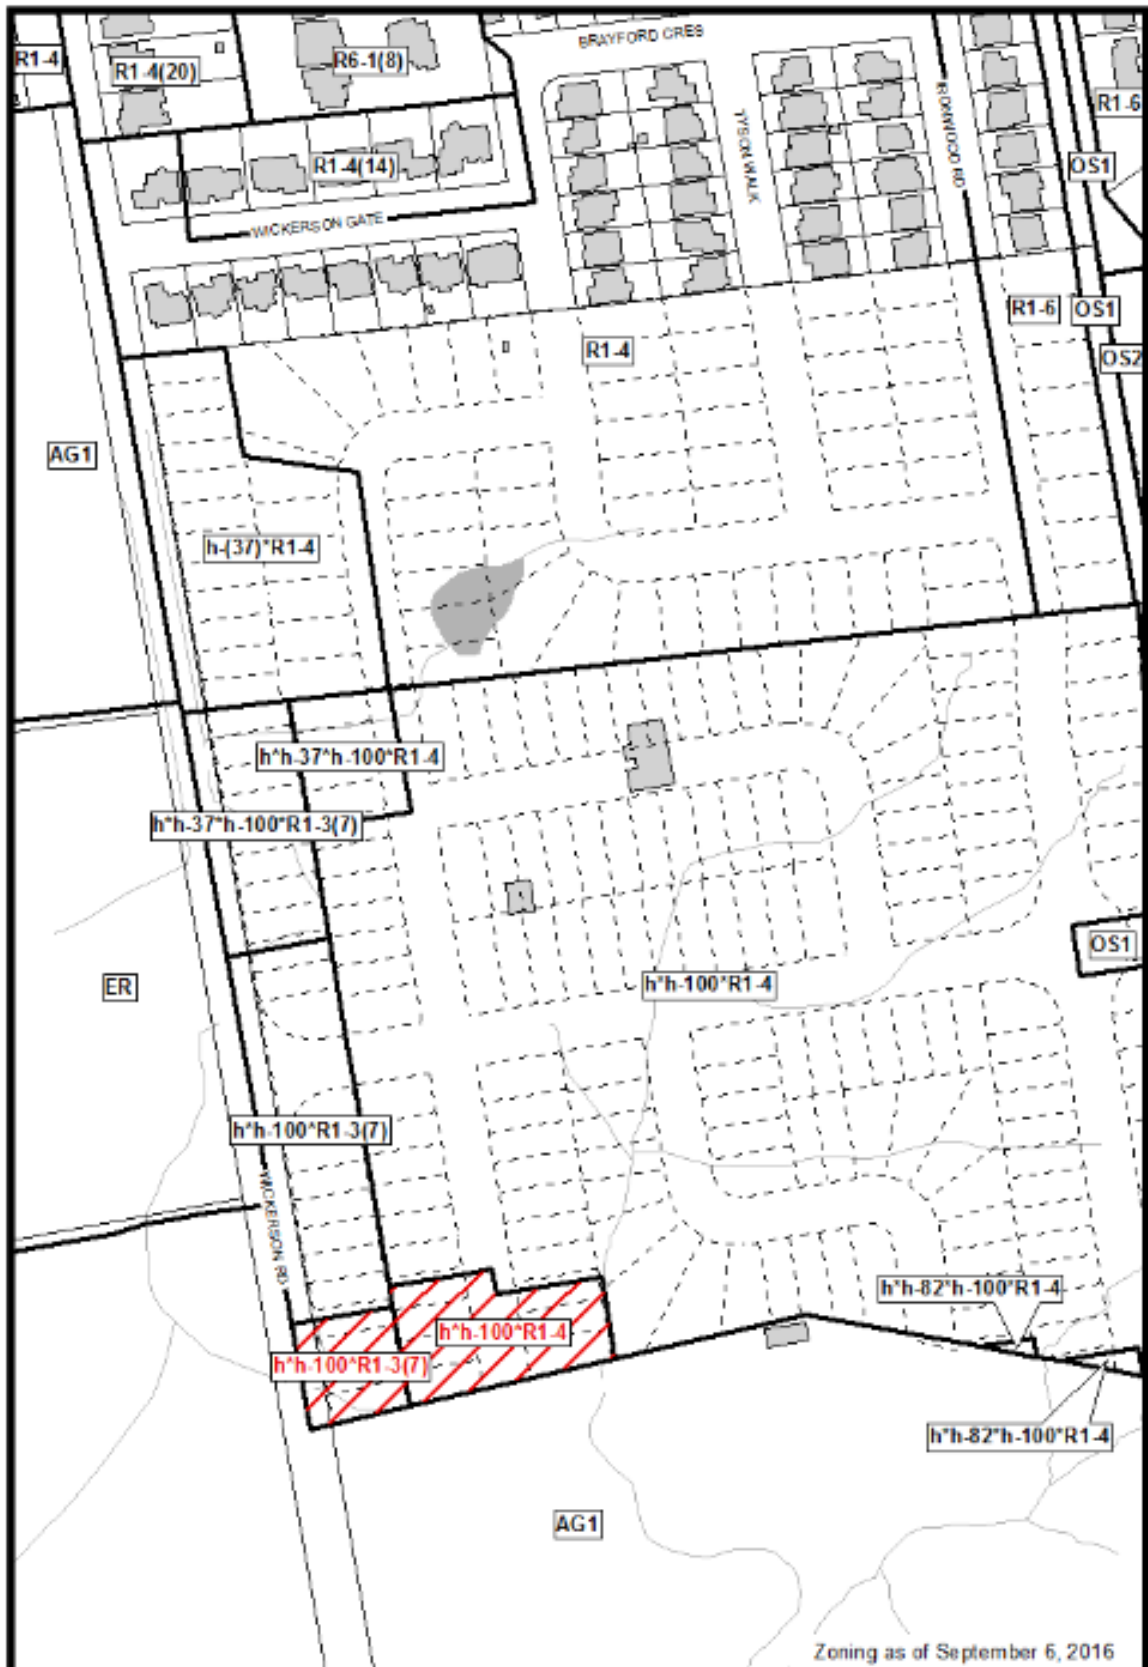 BRAYFORD CRES
R1-4
R1-4(20)
R6-1(8)
R1-6
R1-4(14)
TYSON WALK
IRONWOOD RD
OS1
WICKERSON GATE
R1-4
R1-6
OS1
OS2
AG1
h-(37)*R1-4
h*h-37*h-100*R1-4
h*h-37*h-100*R1-3(7)
OS1
ER
h*h-100*R1-4
h*h-100*R1-3(7)
WICKERSON RD
h*h-82*h-100*R1-4
h*h-100*R1-4
h*h-100*R1-3(7)
h*h-82*h-100*R1-4
AG1
Zoning as of September 6, 2016